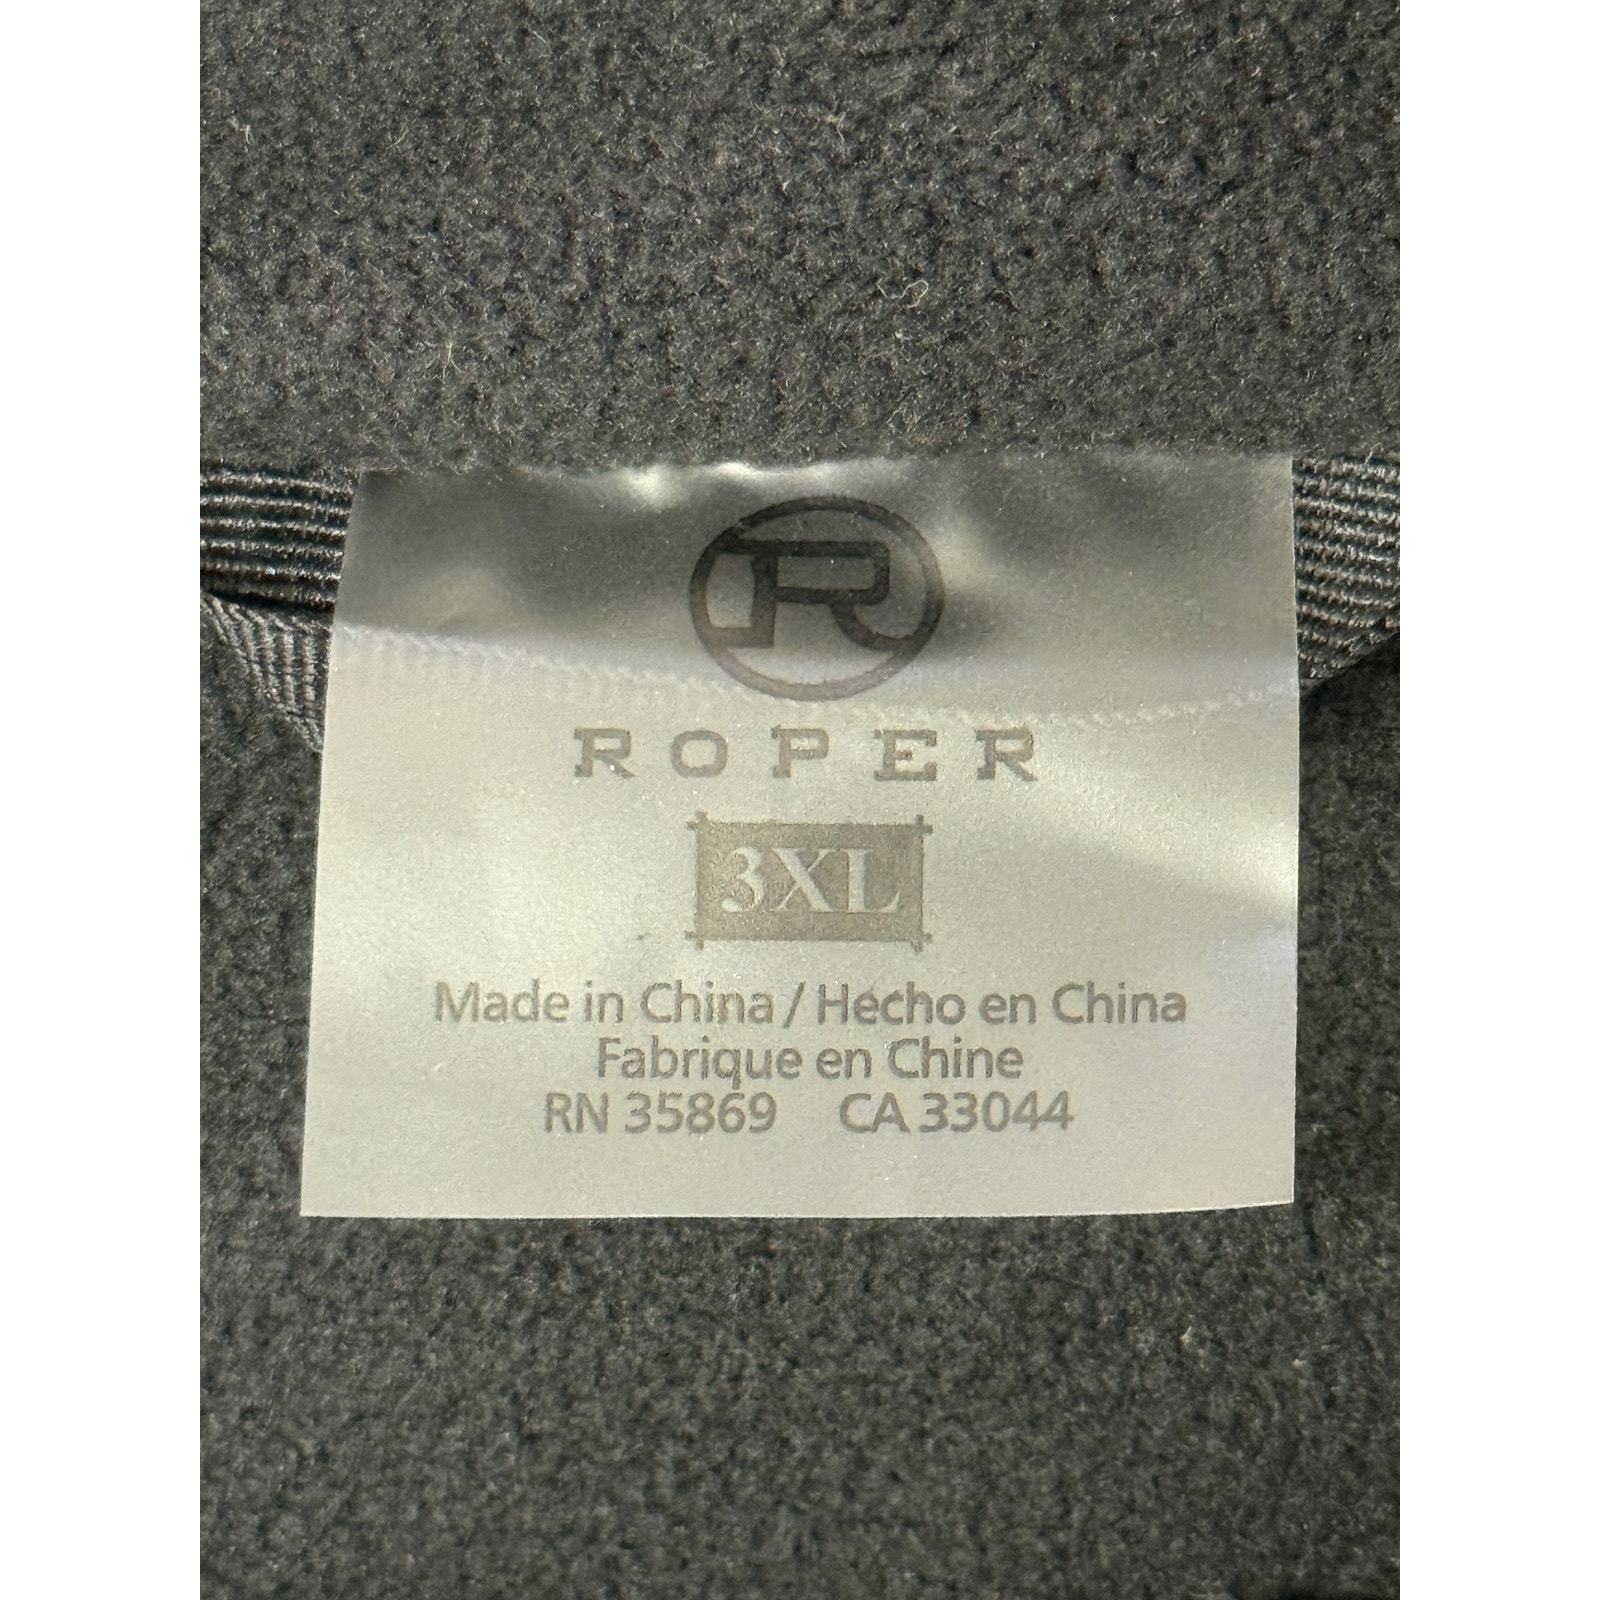 R
ROPER
3XL
Made in China / Hecho en China
Fabrique en Chine
RN 35869 CA 33044